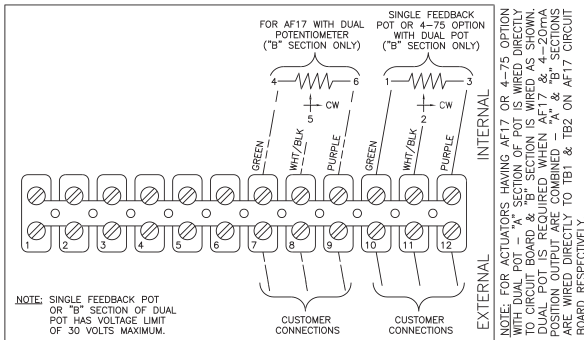 FOR AF17 WITH DUAL
POTENTIOMETER
("B" SECTION ONLY)
SINGLE FEEDBACK
POT OR 4-75 OPTION
WITH DUAL POT
("B" SECTION ONLY)
4
6
1
3
CW
5
CW
2
GREEN
WHT/BLK
PURPLE
GREEN
WHT/BLK
PURPLE
INTERNAL
1
2
3
4
5
6
7
8
9
10
11
12
EXTERNAL
NOTE: SINGLE FEEDBACK POT
OR "B" SECTION OF DUAL
POT HAS VOLTAGE LIMIT
OF 30 VOLTS MAXIMUM.
CUSTOMER
CONNECTIONS
CUSTOMER
CONNECTIONS
NOTE: FOR ACTUATORS HAVING AF17 OR 4-75 OPTION
WITH DUAL POT - "A" SECTION OF POT IS WIRED DIRECTLY
TO CIRCUIT BOARD & "B" SECTION IS WIRED AS SHOWN.
DUAL POT IS REQUIRED WHEN AF17 & 4-20mA
POSITION OUTPUT ARE COMBINED - "A" & "B" SECTIONS
ARE WIRED DIRECTLY TO TB1 & TB2 ON AF17 CIRCUIT
BOARD RESPECTIVELY